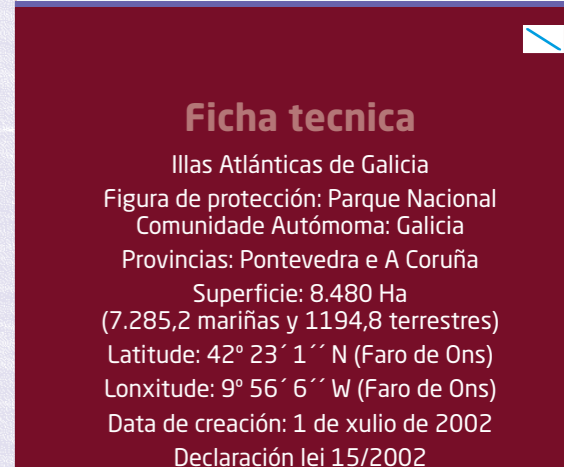 Ficha tecnica
Illas Atlánticas de Galicia
Figura de protección: Parque Nacional
Comunidade Autómoma: Galicia
Provincias: Pontevedra e A Coruña
Superficie: 8.480 Ha
(7.285,2 mariñas y 1194,8 terrestres)
Latitude: 42º 23´ 1´´ N (Faro de Ons)
Lonxitude: 9º 56´ 6´´ W (Faro de Ons)
Data de creación: 1 de xulio de 2002
Declaración lei 15/2002